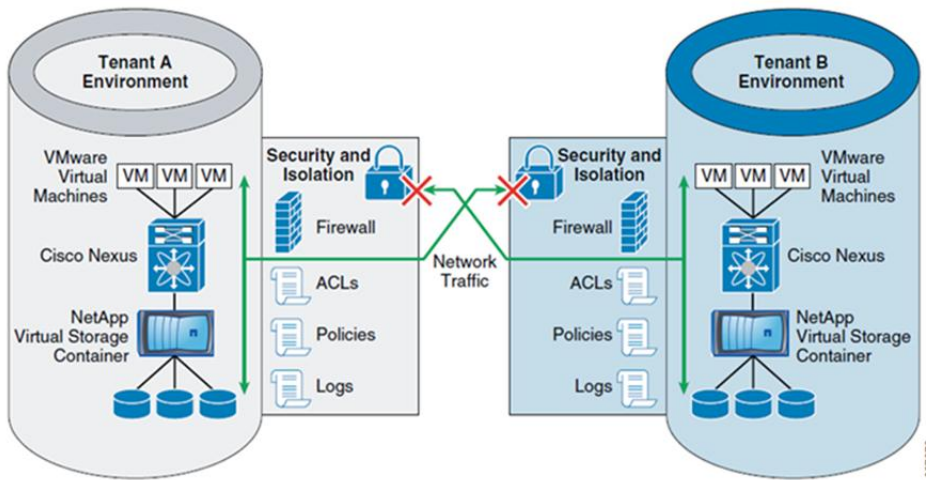 Tenant A
Environment
VMware
Virtual
Machines
VM VM VM
Cisco Nexus
NetApp
Virtual Storage
Container
Security and
Isolation
Firewall
ACLs
Policies
Logs
Network
Traffic
Security and
Isolation
Firewall
ACLs
Policies
Logs
Tenant B
Environment
VM VM VM
VMware
Virtual
Machines
Cisco Nexus
NetApp
Virtual Storage
Container